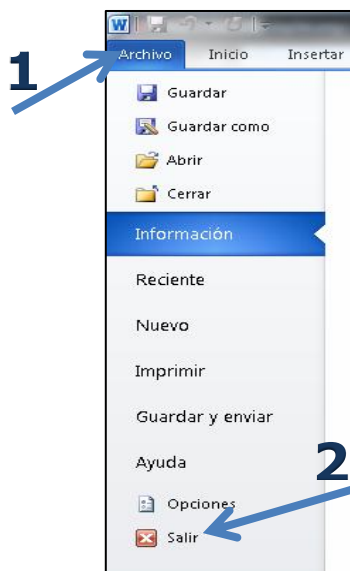 W
1
Archivo Inicio Insertar
Guardar
Guardar como
Abrir
Cerrar
Información
Reciente
Nuevo
Imprimir
Guardar y enviar
Ayuda
2
Opciones
Salir